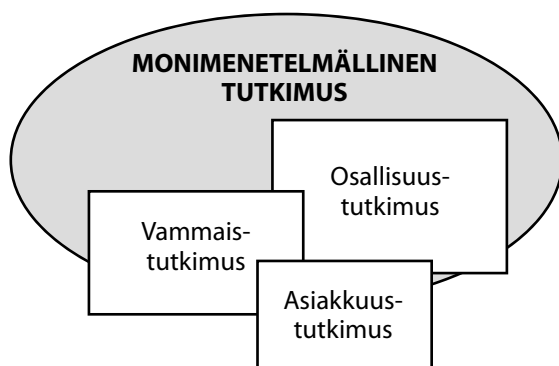 MONIMENETELMÄLLINEN
TUTKIMUS
Osallisuus-
tutkimus
Vammais-
tutkimus
Asiakkuus-
tutkimus